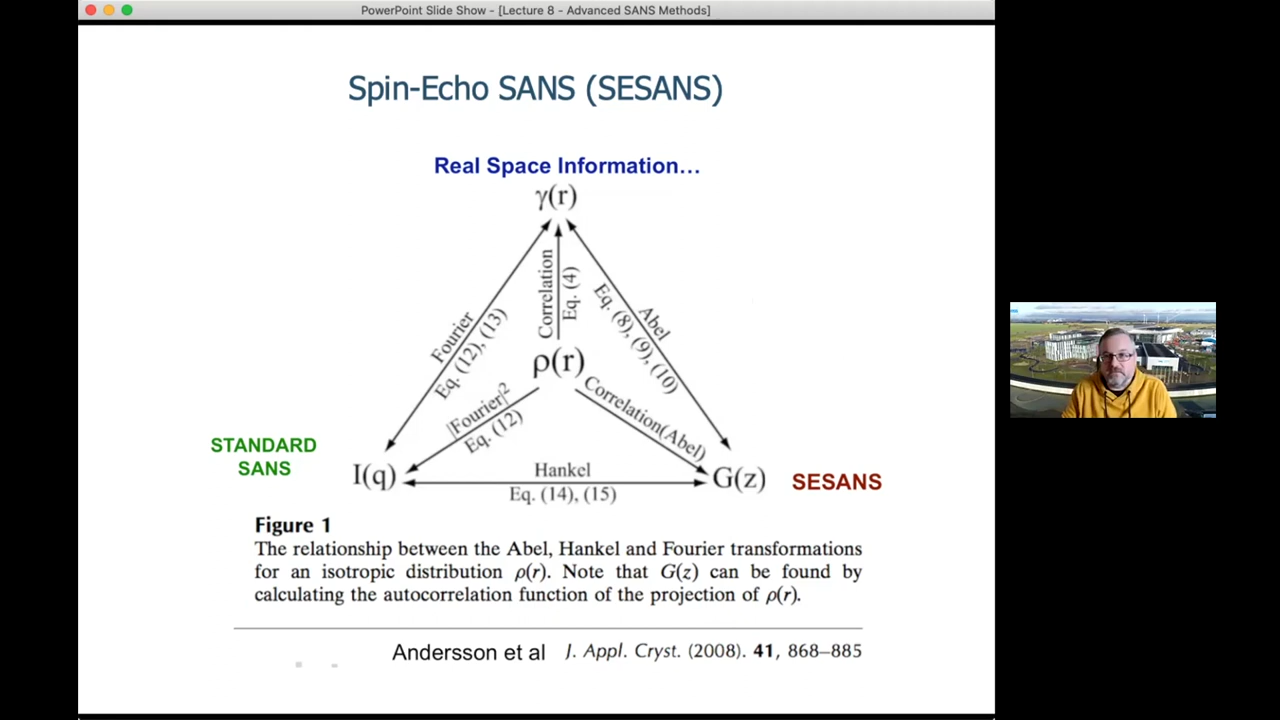 PowerPoint Slide Show - [Lecture 8 - Advanced SANS Methods]
Spin-Echo SANS (SESANS)
Real Space Information…
γ(r)
Fourier
Eq. (12), (13)
Correlation
Eq. (4)
Abel
Eq. (8), (9), (10)
ρ(r)
|Fourier|²
Eq. (12)
Correlation(Abel)
STANDARD
SANS
I(q)
Hankel
Eq. (14), (15)
G(z)
SESANS
Figure 1
The relationship between the Abel, Hankel and Fourier transformations
for an isotropic distribution ρ(r). Note that G(z) can be found by
calculating the autocorrelation function of the projection of ρ(r).
Andersson et al J. Appl. Cryst. (2008). 41, 868–885